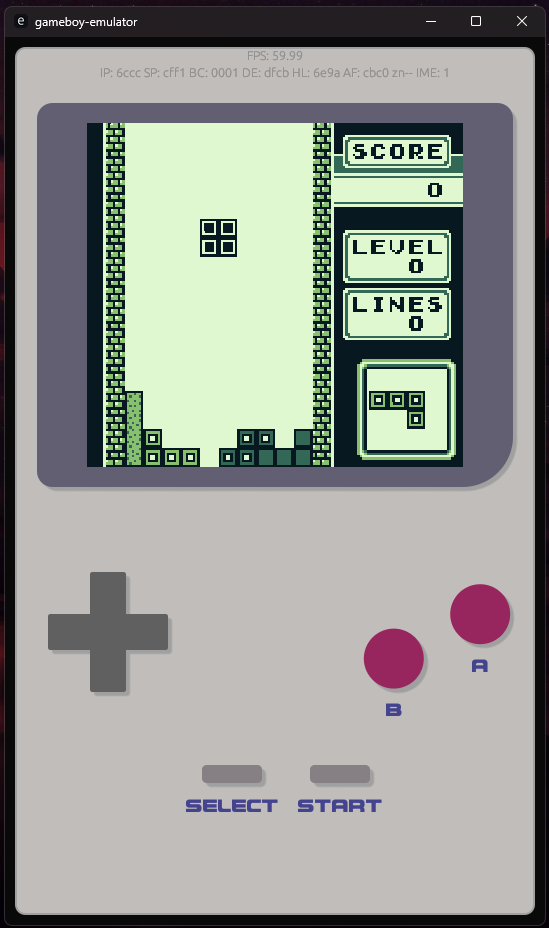 gameboy-emulator
FPS: 59.99
IP: 6ccc SP: cff1 BC: 0001 DE: dfcb HL: 6e9a AF: cbc0 zn-- IME: 1
SCORE
0
LEVEL
0
LINES
0
A
B
SELECT START